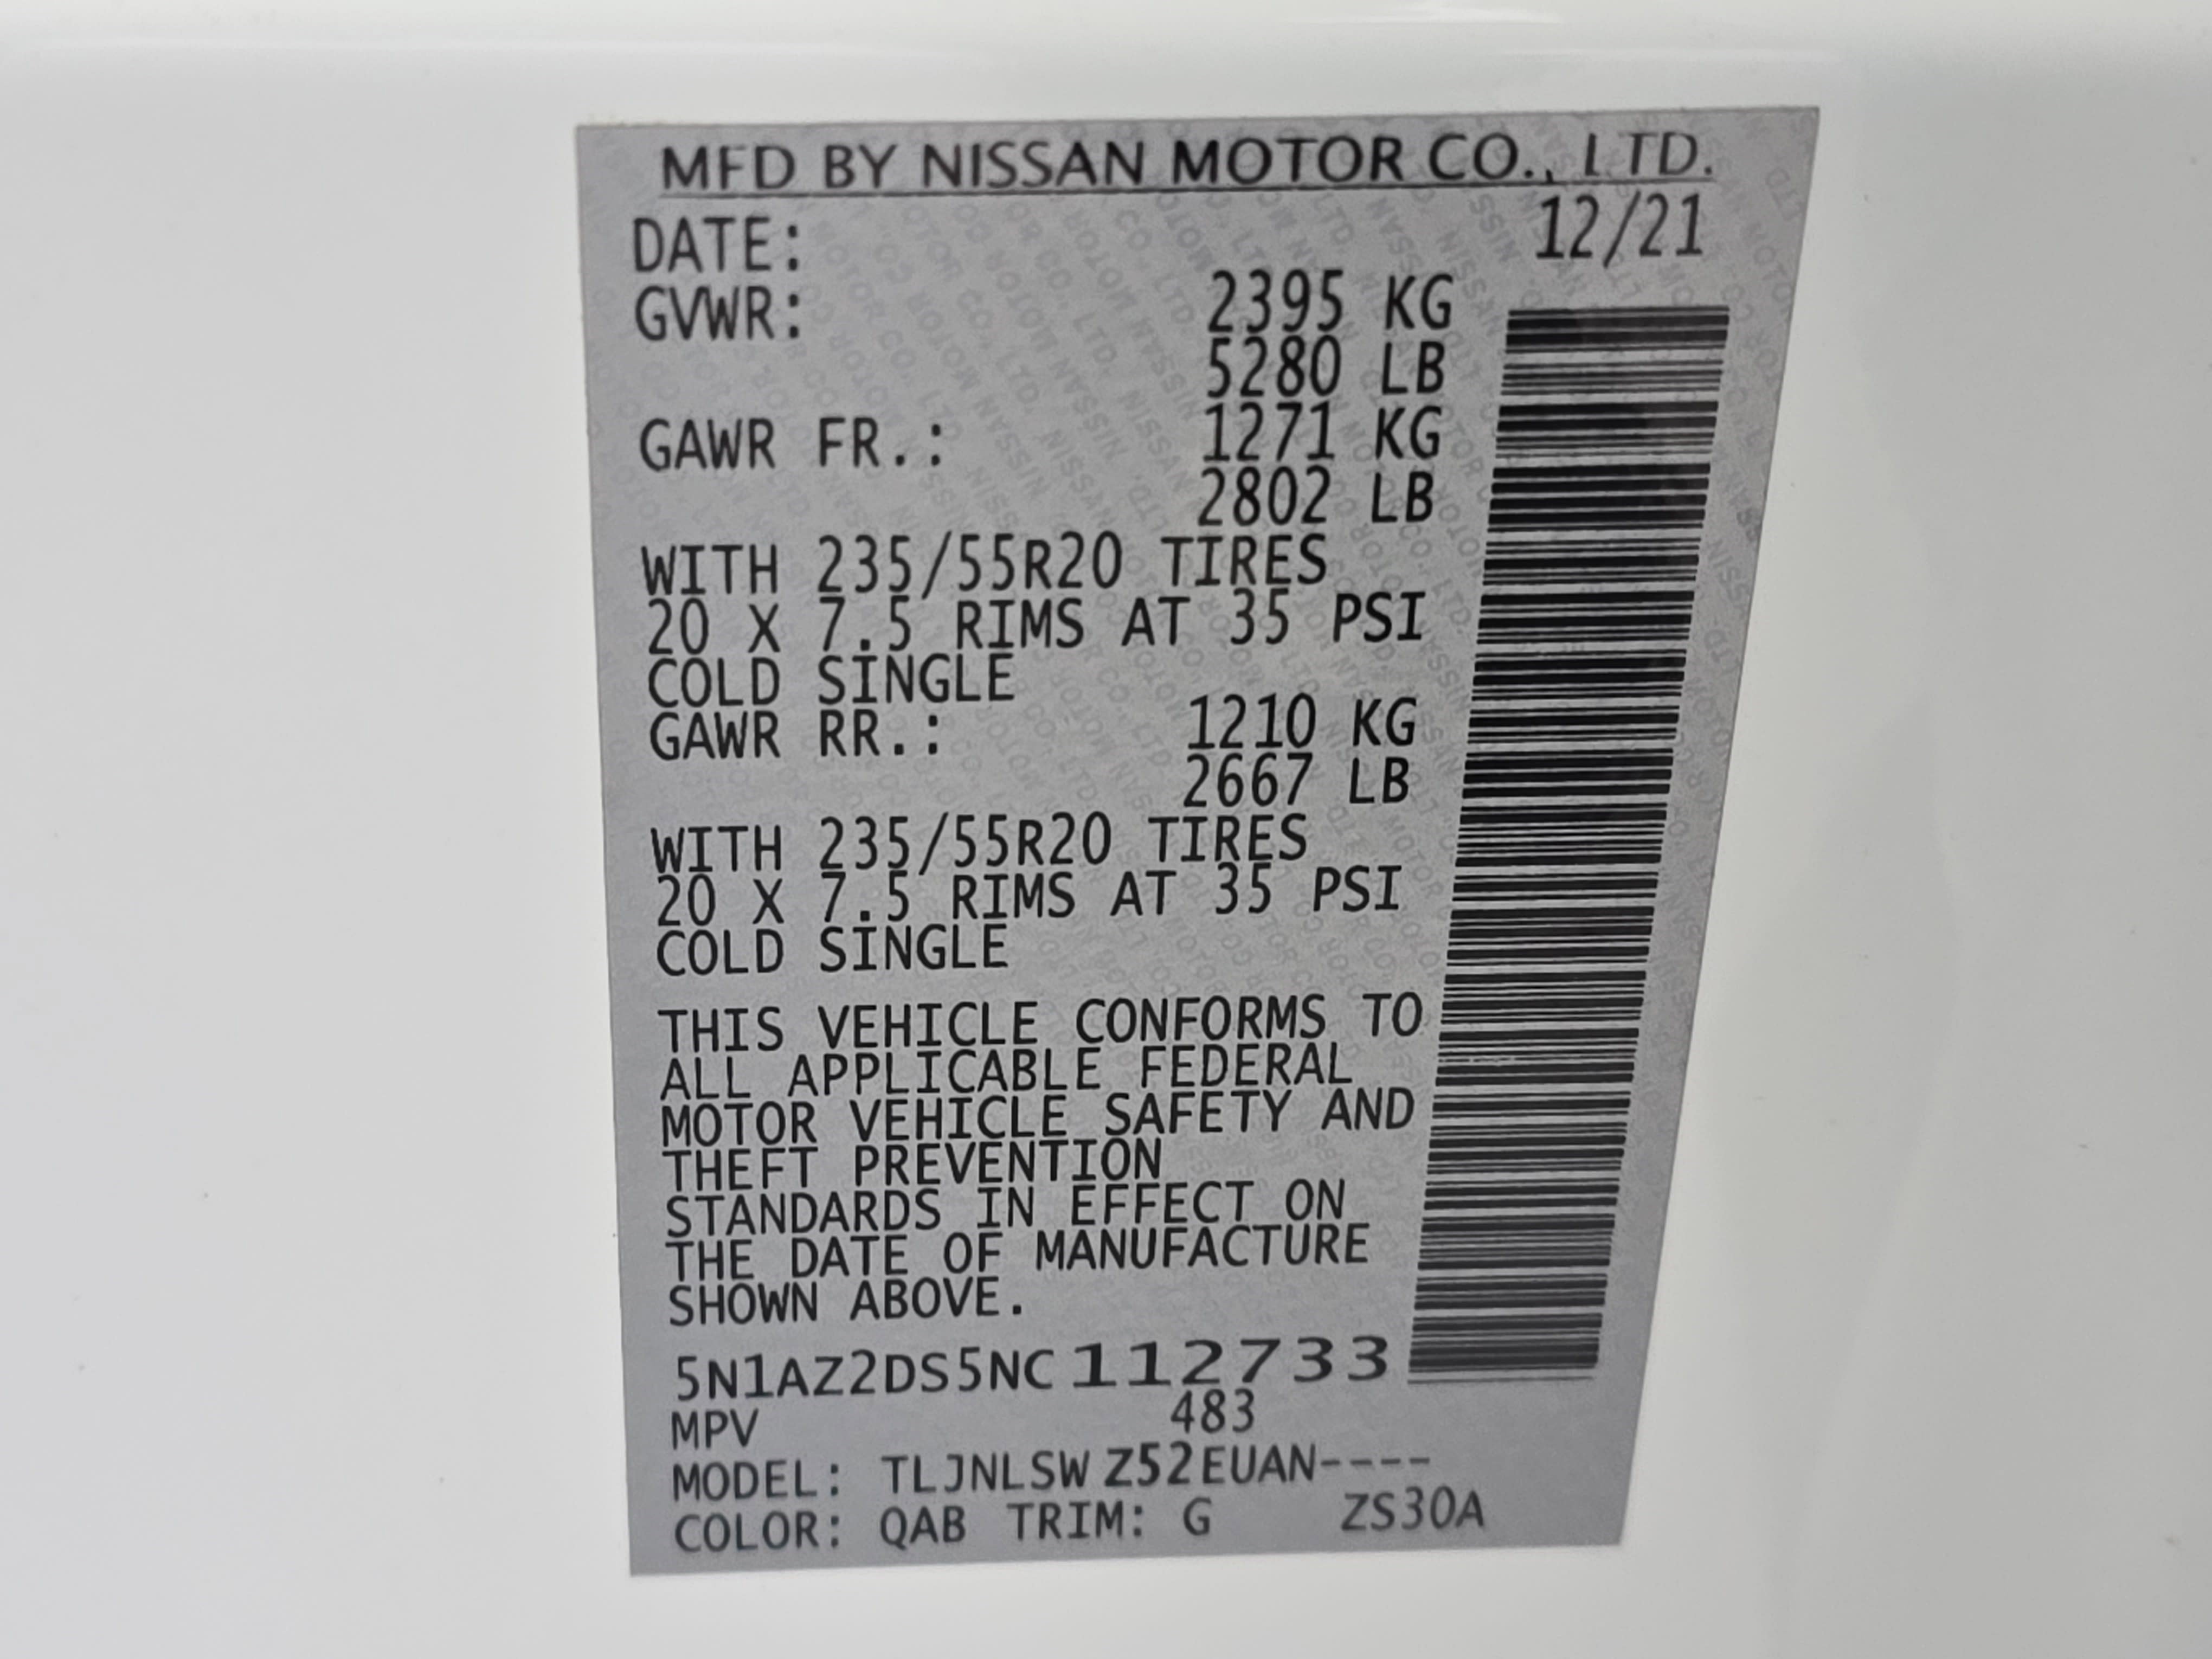 MFD BY NISSAN MOTOR CO., LTD.
DATE: 12/21
GVWR: 2395 KG
5280 LB
GAWR FR.: 1271 KG
2802 LB
WITH 235/55R20 TIRES
20 X 7.5 RIMS AT 35 PSI
COLD SINGLE
GAWR RR.: 1210 KG
2667 LB
WITH 235/55R20 TIRES
20 X 7.5 RIMS AT 35 PSI
COLD SINGLE
THIS VEHICLE CONFORMS TO
ALL APPLICABLE FEDERAL
MOTOR VEHICLE SAFETY AND
THEFT PREVENTION
STANDARDS IN EFFECT ON
THE DATE OF MANUFACTURE
SHOWN ABOVE.
5N1AZ2DS5NC112733
MPV 483
MODEL: TLJNLSW Z52EUAN----
COLOR: QAB TRIM: G ZS30A